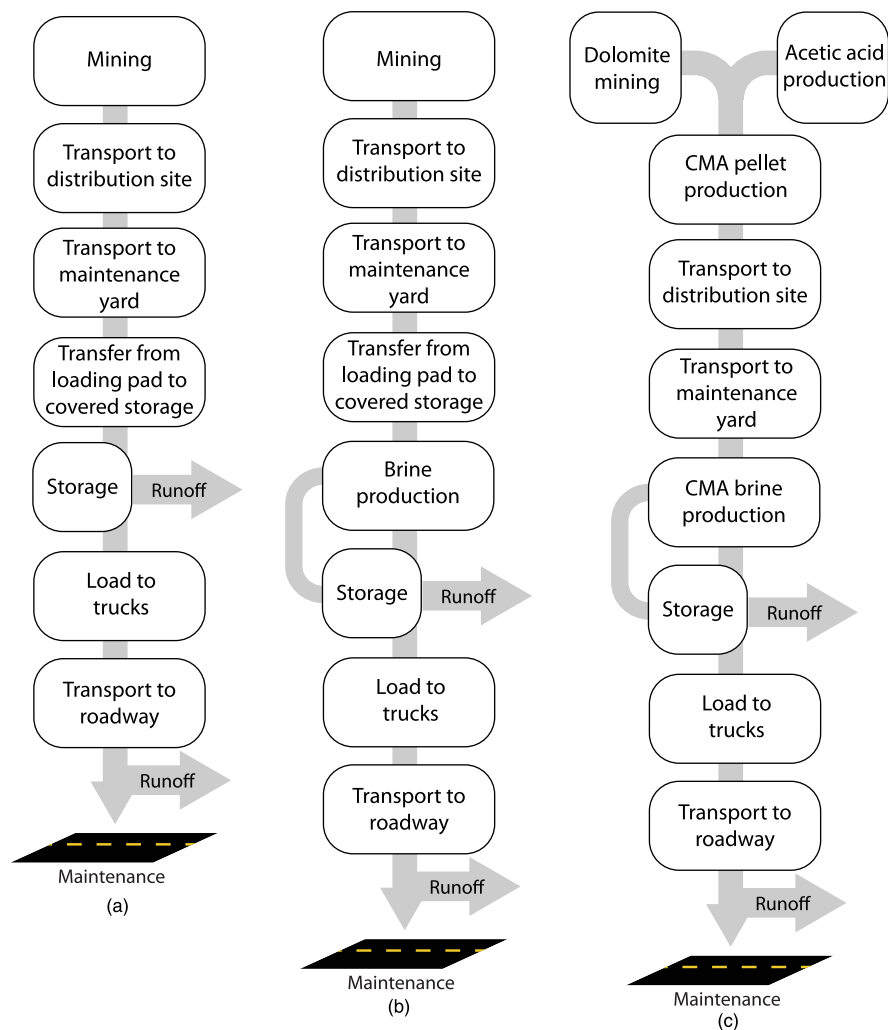 Mining
Transport to
distribution site
Transport to
maintenance
yard
Transfer from
loading pad to
covered storage
Storage
Runoff
Load to
trucks
Transport to
roadway
Runoff
Maintenance
(a)
Mining
Transport to
distribution site
Transport to
maintenance
yard
Transfer from
loading pad to
covered storage
Brine
production
Storage
Runoff
Load to
trucks
Transport to
roadway
Runoff
Maintenance
(b)
Dolomite
mining
Acetic acid
production
CMA pellet
production
Transport to
distribution site
Transport to
maintenance
yard
CMA brine
production
Storage
Runoff
Load to
trucks
Transport to
roadway
Runoff
Maintenance
(c)